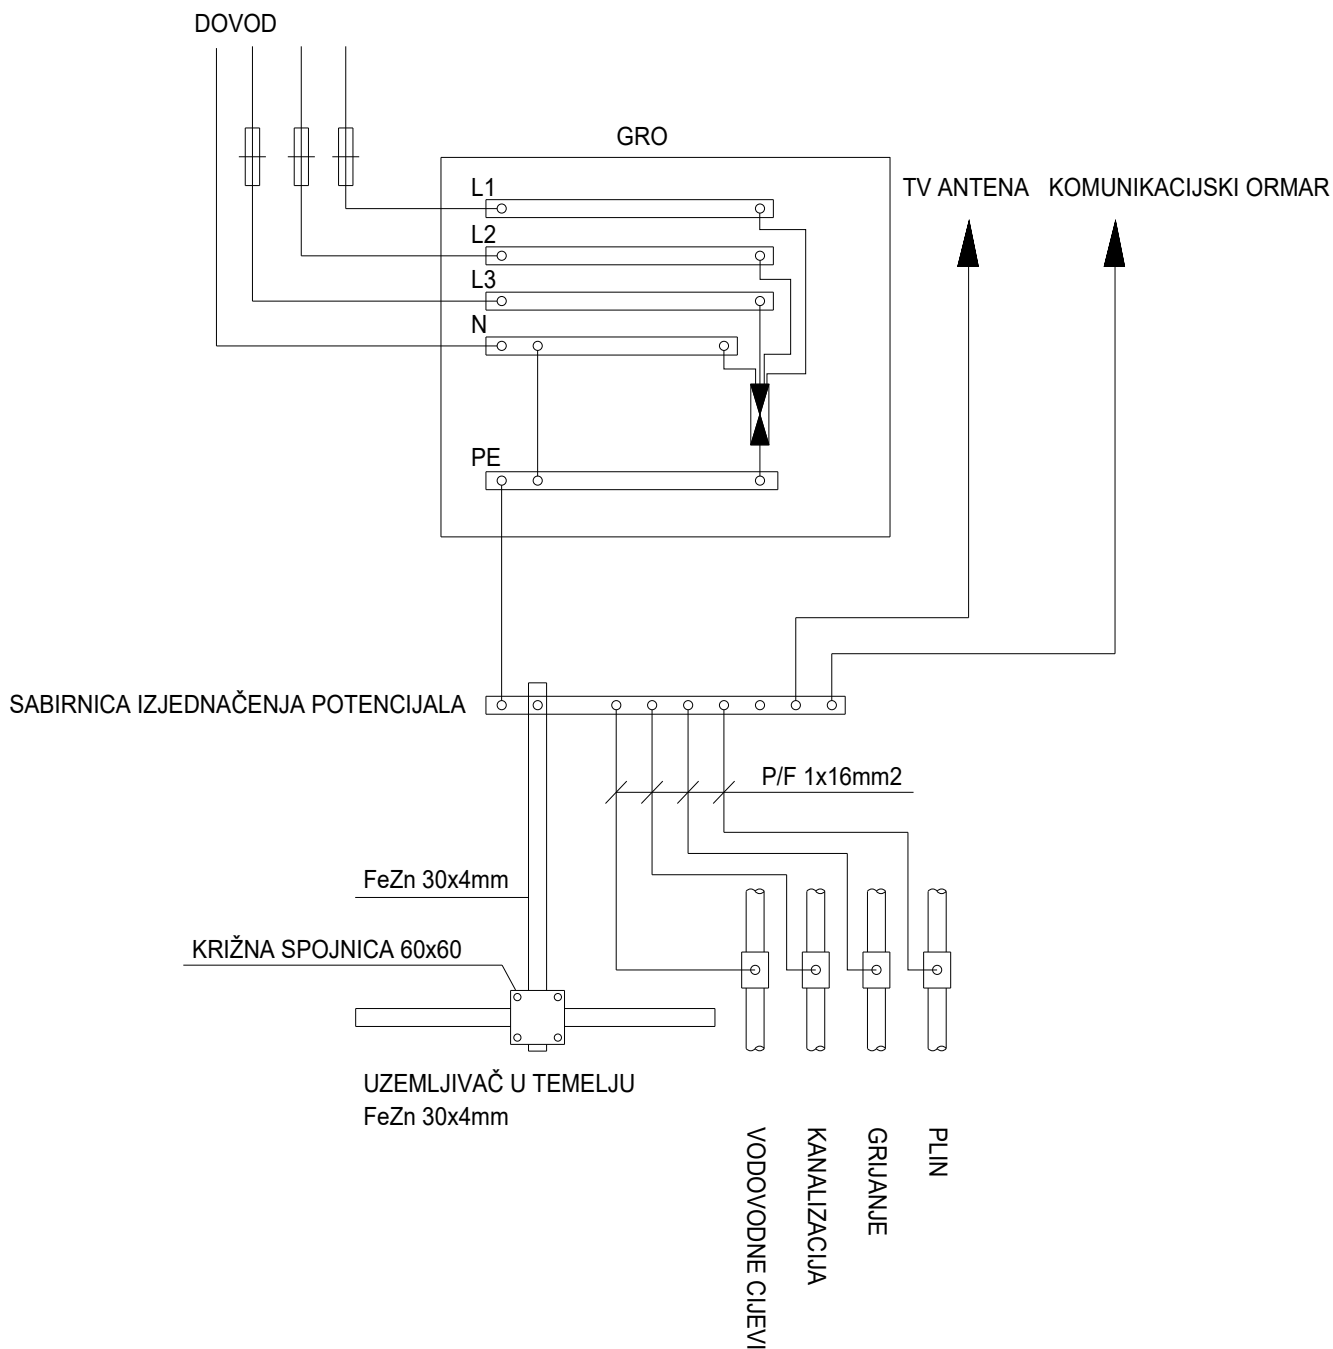 DOVOD
GRO
L1
L2
L3
N
PE
TV ANTENA
KOMUNIKACIJSKI ORMAR
SABIRNICA IZJEDNAČENJA POTENCIJALA
P/F 1x16mm2
FeZn 30x4mm
KRIŽNA SPOJNICA 60x60
UZEMLJIVAČ U TEMELJU
FeZn 30x4mm
VODOVODNE CIJEVI
KANALIZACIJA
GRIJANJE
PLIN